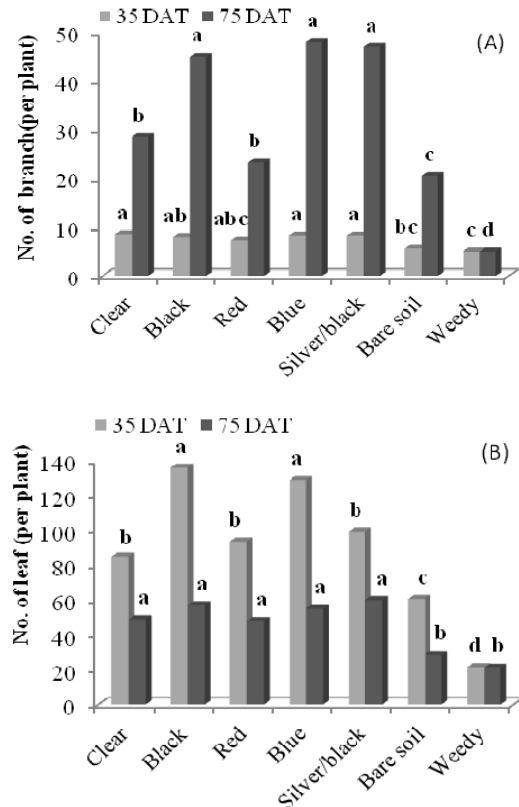 35 DAT 75 DAT
(A)
No. of branch(per plant)
50
40
30
20
10
0
b a b a a c
a ab abc a a bc c d
Clear Black Red Blue Silver/black Bare soil Weedy
35 DAT 75 DAT
(B)
No. of leaf (per plant)
140
120
100
80
60
40
20
0
b a b a b c d b
a a a a a b
Clear Black Red Blue Silver/black Bare soil Weedy